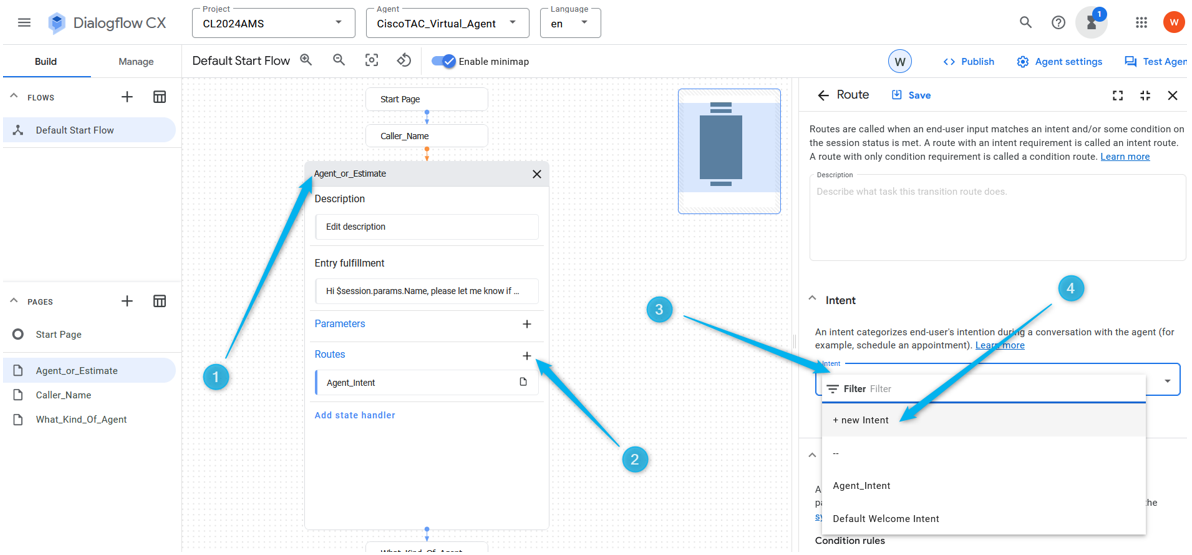 Dialogflow CX
Project
CL2024AMS
Agent
CiscoTAC_Virtual_Agent
Language
en
1
W
Build
Manage
Default Start Flow
Enable minimap
W
Publish
Agent settings
Test Agen
FLOWS
Default Start Flow
PAGES
Start Page
Agent_or_Estimate
Caller_Name
What_Kind_Of_Agent
Start Page
Caller_Name
Agent_or_Estimate
Description
Edit description
Entry fulfillment
Hi $session.params.Name, please let me know if ...
Parameters
Routes
Agent_Intent
Add state handler
What_Kind_Of_Agent
1
2
3
4
Route
Save
Routes are called when an end-user input matches an intent and/or some condition on
the session status is met. A route with an intent requirement is called an intent route.
A route with only condition requirement is called a condition route. Learn more
Description
Describe what task this transition route does.
Intent
An intent categorizes end-user's intention during a conversation with the agent (for
example, schedule an appointment). Learn more
Intent
Filter Filter
+ new Intent
--
Agent_Intent
Default Welcome Intent
the
Condition rules